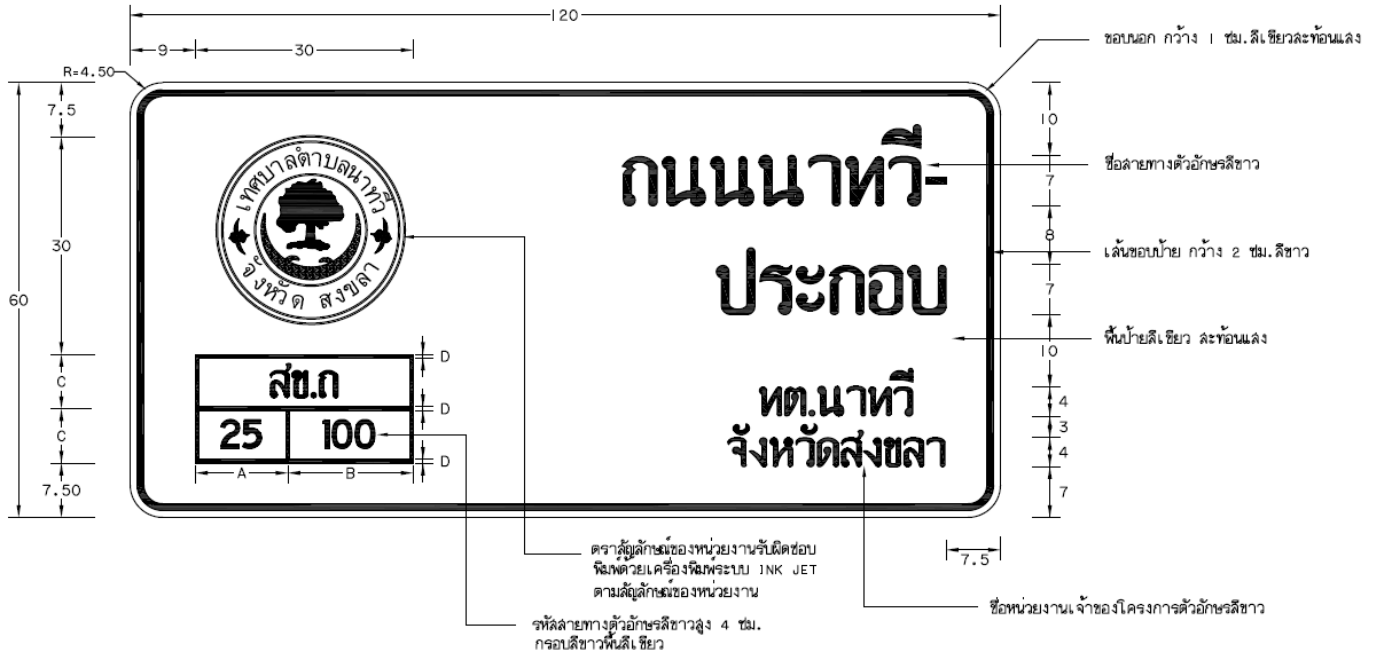 120
9
30
ขอบนอก กว้าง 1 ซม.สีเขียวสะท้อนแสง
R=4.50
7.5
10
เทศบาลตำบลนาทวี
จังหวัด สงขลา
ถนนนาทวี-
ชื่อสายทางตัวอักษรสีขาว
7
30
8
เส้นขอบป้าย กว้าง 2 ซม.สีขาว
ประกอบ
7
60
พื้นป้ายสีเขียว สะท้อนแสง
10
D
C
สข.ก
ทต.นาทวี
4
D
3
C
25
100
จังหวัดสงขลา
4
D
A
B
7.50
7
ตราสัญลักษณ์ของหน่วยงานรับผิดชอบ
พิมพ์ด้วยเครื่องพิมพ์ระบบ INK JET
7.5
ตามสัญลักษณ์ของหน่วยงาน
ชื่อหน่วยงานเจ้าของโครงการตัวอักษรสีขาว
รหัสสายทางตัวอักษรสีขาวสูง 4 ซม.
กรอบสีขาวพื้นสีเขียว